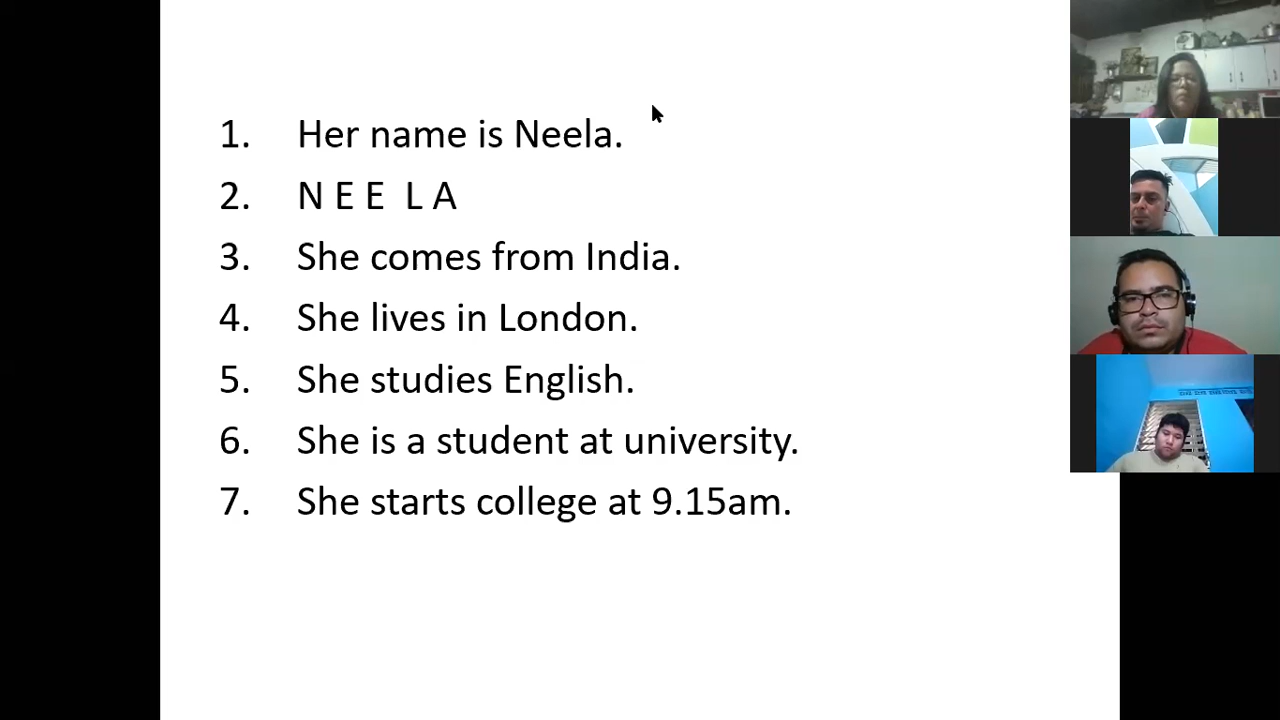 1. Her name is Neela.
2. N E E L A
3. She comes from India.
4. She lives in London.
5. She studies English.
6. She is a student at university.
7. She starts college at 9.15am.